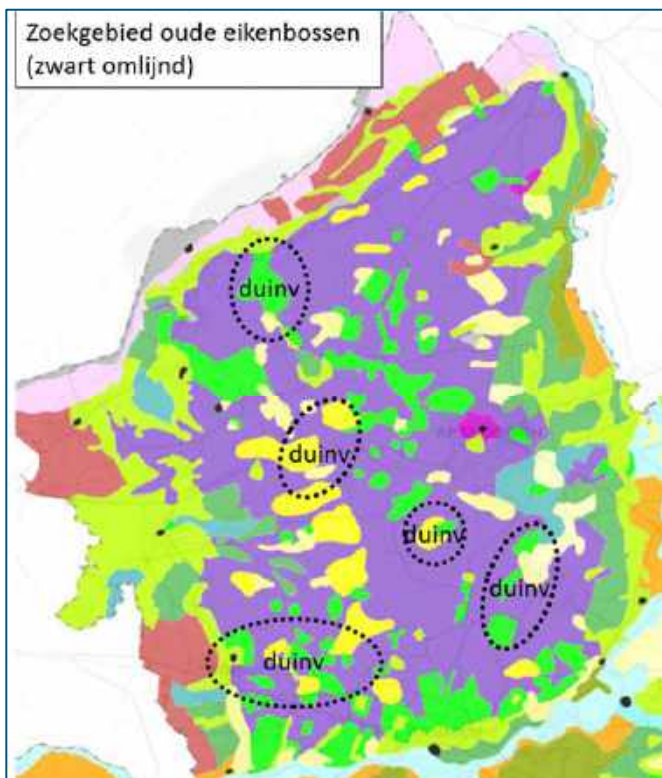 Zoekgebied oude eikenbossen
(zwart omlijnd)
duinv
duinv
duinv
duinv
duinv